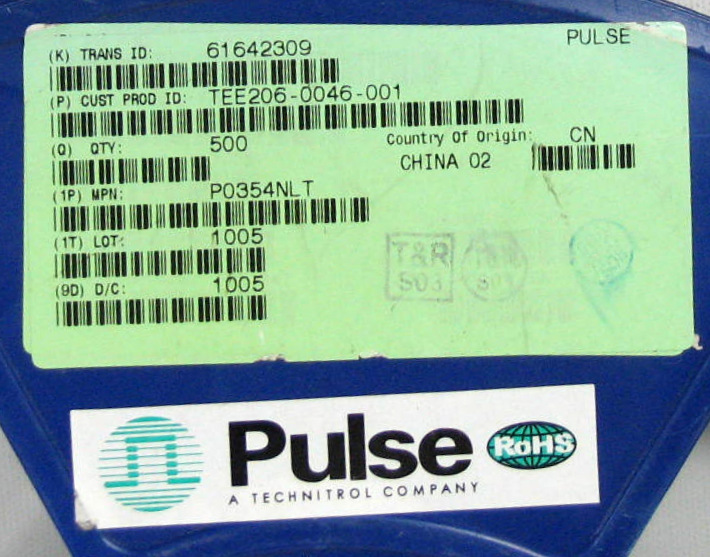 PULSE
(K) TRANS ID: 61642309
(P) CUST PROD ID: TEE206-0046-001
(Q) QTY: 500
Country Of Origin: CN
CHINA 02
(1P) MPN: P0354NLT
(1T) LOT: 1005
(9D) D/C: 1005
T&R
503
Pulse
RoHS
A TECHNITROL COMPANY